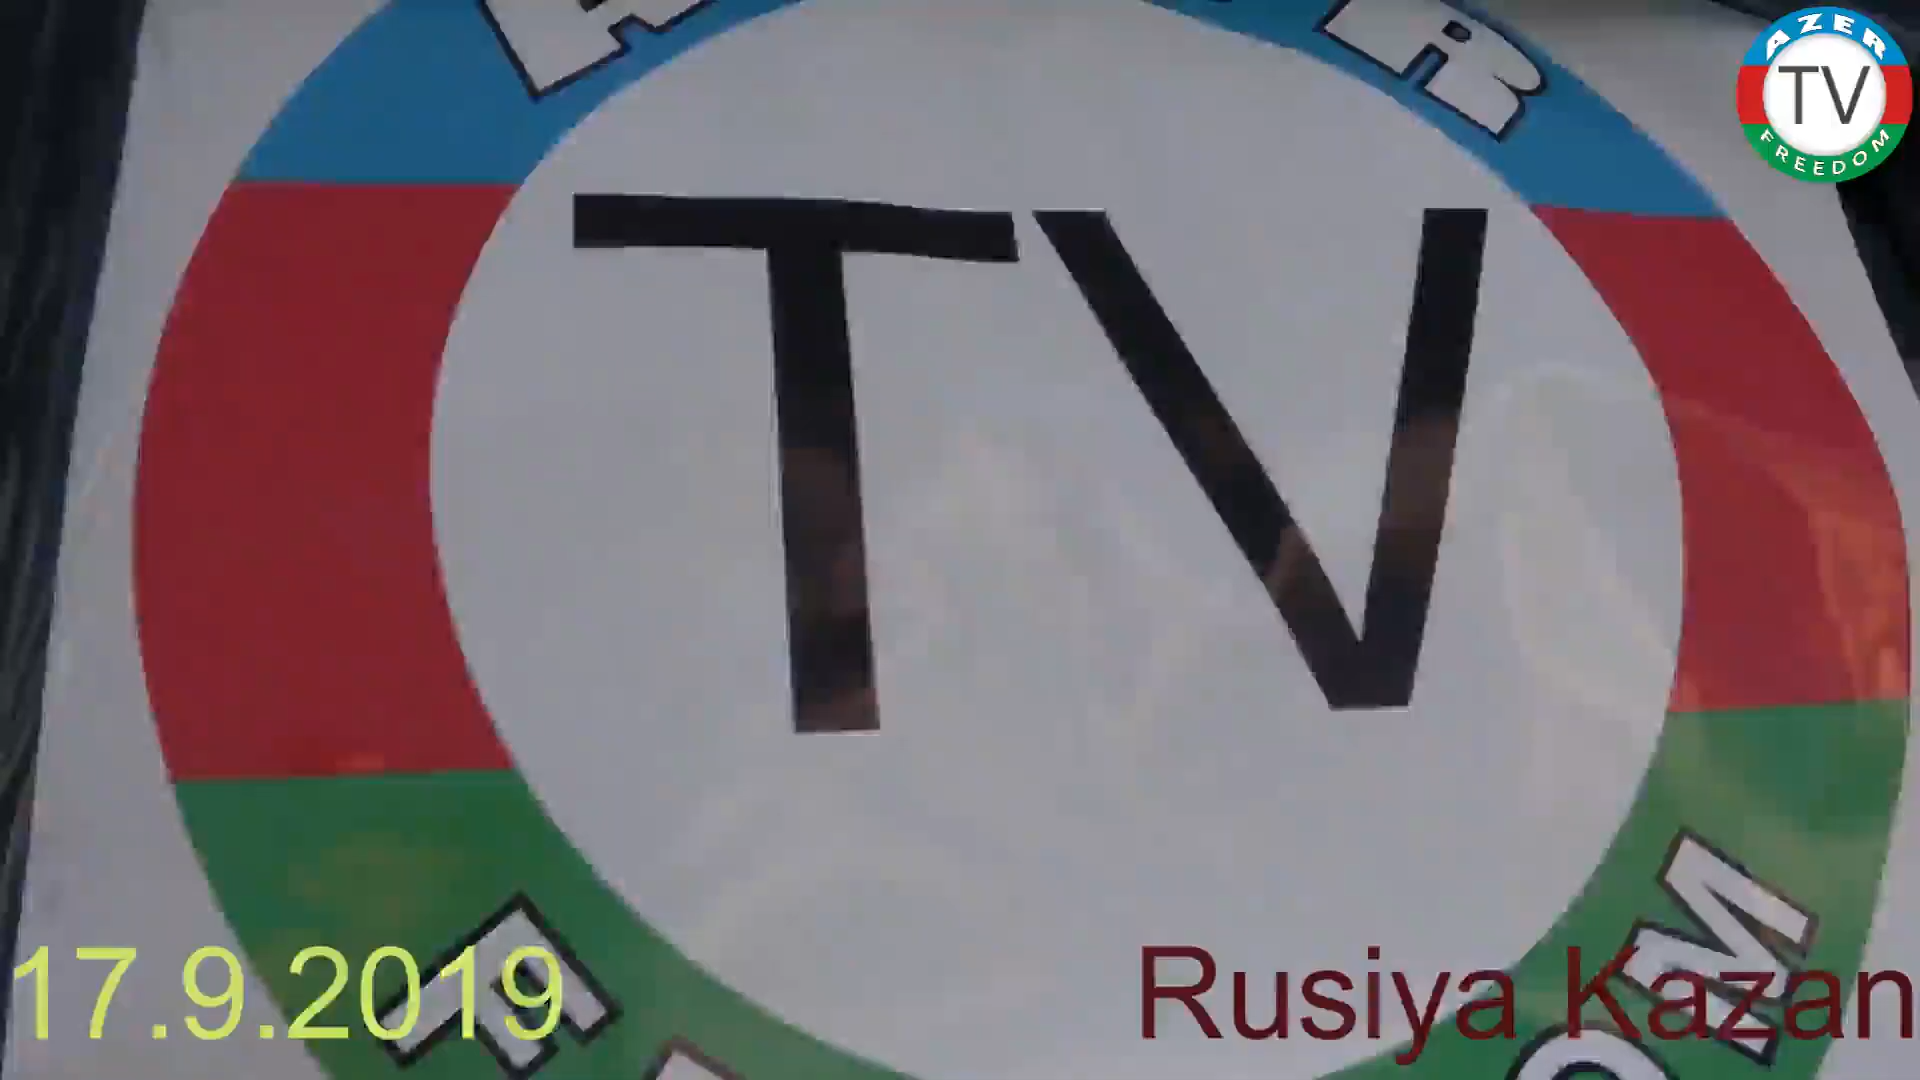 AZER
TV
FREEDOM
TV
17.9.2019
Rusiya Kazan